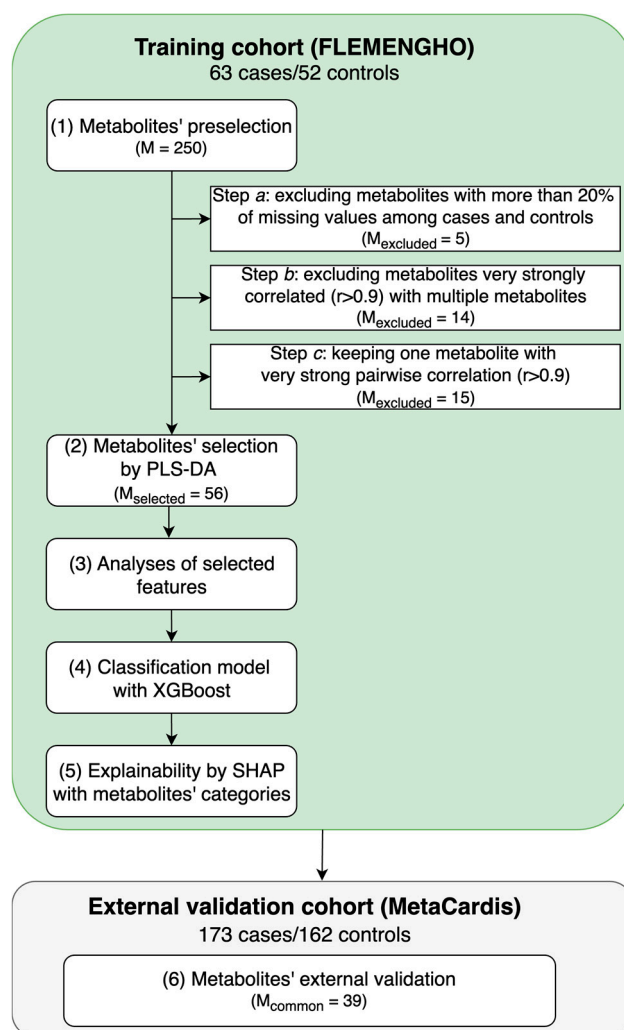 Training cohort (FLEMENGHO)
63 cases/52 controls
(1) Metabolites' preselection
(M = 250)
Step a: excluding metabolites with more than 20%
of missing values among cases and controls
(Mexcluded = 5)
Step b: excluding metabolites very strongly
correlated (r>0.9) with multiple metabolites
(Mexcluded = 14)
Step c: keeping one metabolite with
very strong pairwise correlation (r>0.9)
(Mexcluded = 15)
(2) Metabolites' selection
by PLS-DA
(Mselected = 56)
(3) Analyses of selected
features
(4) Classification model
with XGBoost
(5) Explainability by SHAP
with metabolites' categories
External validation cohort (MetaCardis)
173 cases/162 controls
(6) Metabolites' external validation
(Mcommon = 39)